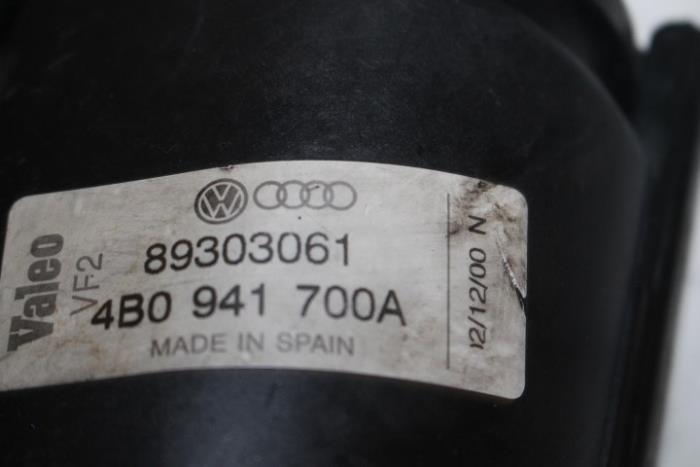 Valeo
VF2
89303061
4B0 941 700A
MADE IN SPAIN
12/12/00 N